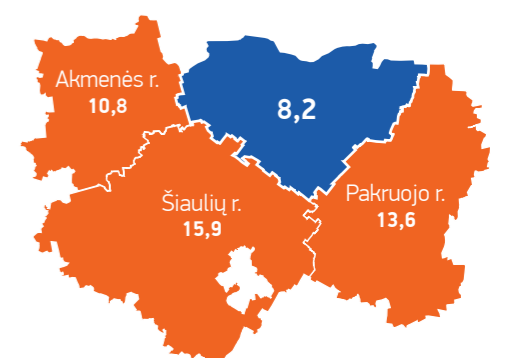 Akmenės r.
10,8
8,2
Šiaulių r.
15,9
Pakruojo r.
13,6